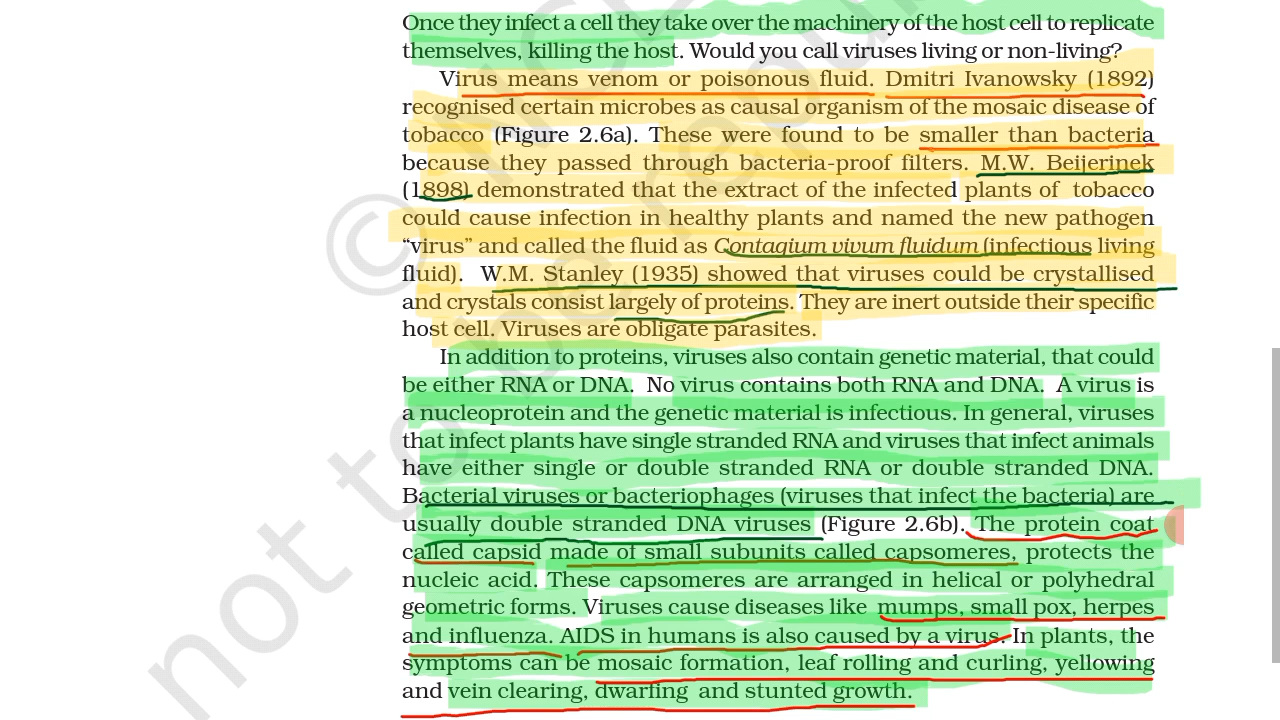 Once they infect a cell they take over the machinery of the host cell to replicate
themselves, killing the host. Would you call viruses living or non-living?
Virus means venom or poisonous fluid. Dmitri Ivanowsky (1892)
recognised certain microbes as causal organism of the mosaic disease of
tobacco (Figure 2.6a). These were found to be smaller than bacteria
because they passed through bacteria-proof filters. M.W. Beijerinek
(1898) demonstrated that the extract of the infected plants of tobacco
could cause infection in healthy plants and named the new pathogen
“virus” and called the fluid as Contagium vivum fluidum (infectious living
fluid). W.M. Stanley (1935) showed that viruses could be crystallised
and crystals consist largely of proteins. They are inert outside their specific
host cell. Viruses are obligate parasites.
In addition to proteins, viruses also contain genetic material, that could
be either RNA or DNA. No virus contains both RNA and DNA. A virus is
a nucleoprotein and the genetic material is infectious. In general, viruses
that infect plants have single stranded RNA and viruses that infect animals
have either single or double stranded RNA or double stranded DNA.
Bacterial viruses or bacteriophages (viruses that infect the bacteria) are
usually double stranded DNA viruses (Figure 2.6b). The protein coat
called capsid made of small subunits called capsomeres, protects the
nucleic acid. These capsomeres are arranged in helical or polyhedral
geometric forms. Viruses cause diseases like mumps, small pox, herpes
and influenza. AIDS in humans is also caused by a virus. In plants, the
symptoms can be mosaic formation, leaf rolling and curling, yellowing
and vein clearing, dwarfing and stunted growth.
not to be